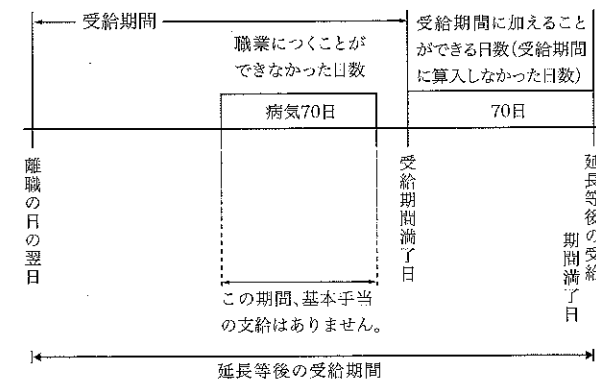 受給期間
職業につくことが
できなかった日数
受給期間に加えること
ができる日数(受給期間
に算入しなかった日数)
病気70日
70日
離職の日の翌日
受給期間満了日
延長等後の受給
期間満了日
この期間、基本手当
の支給はありません。
延長等後の受給期間